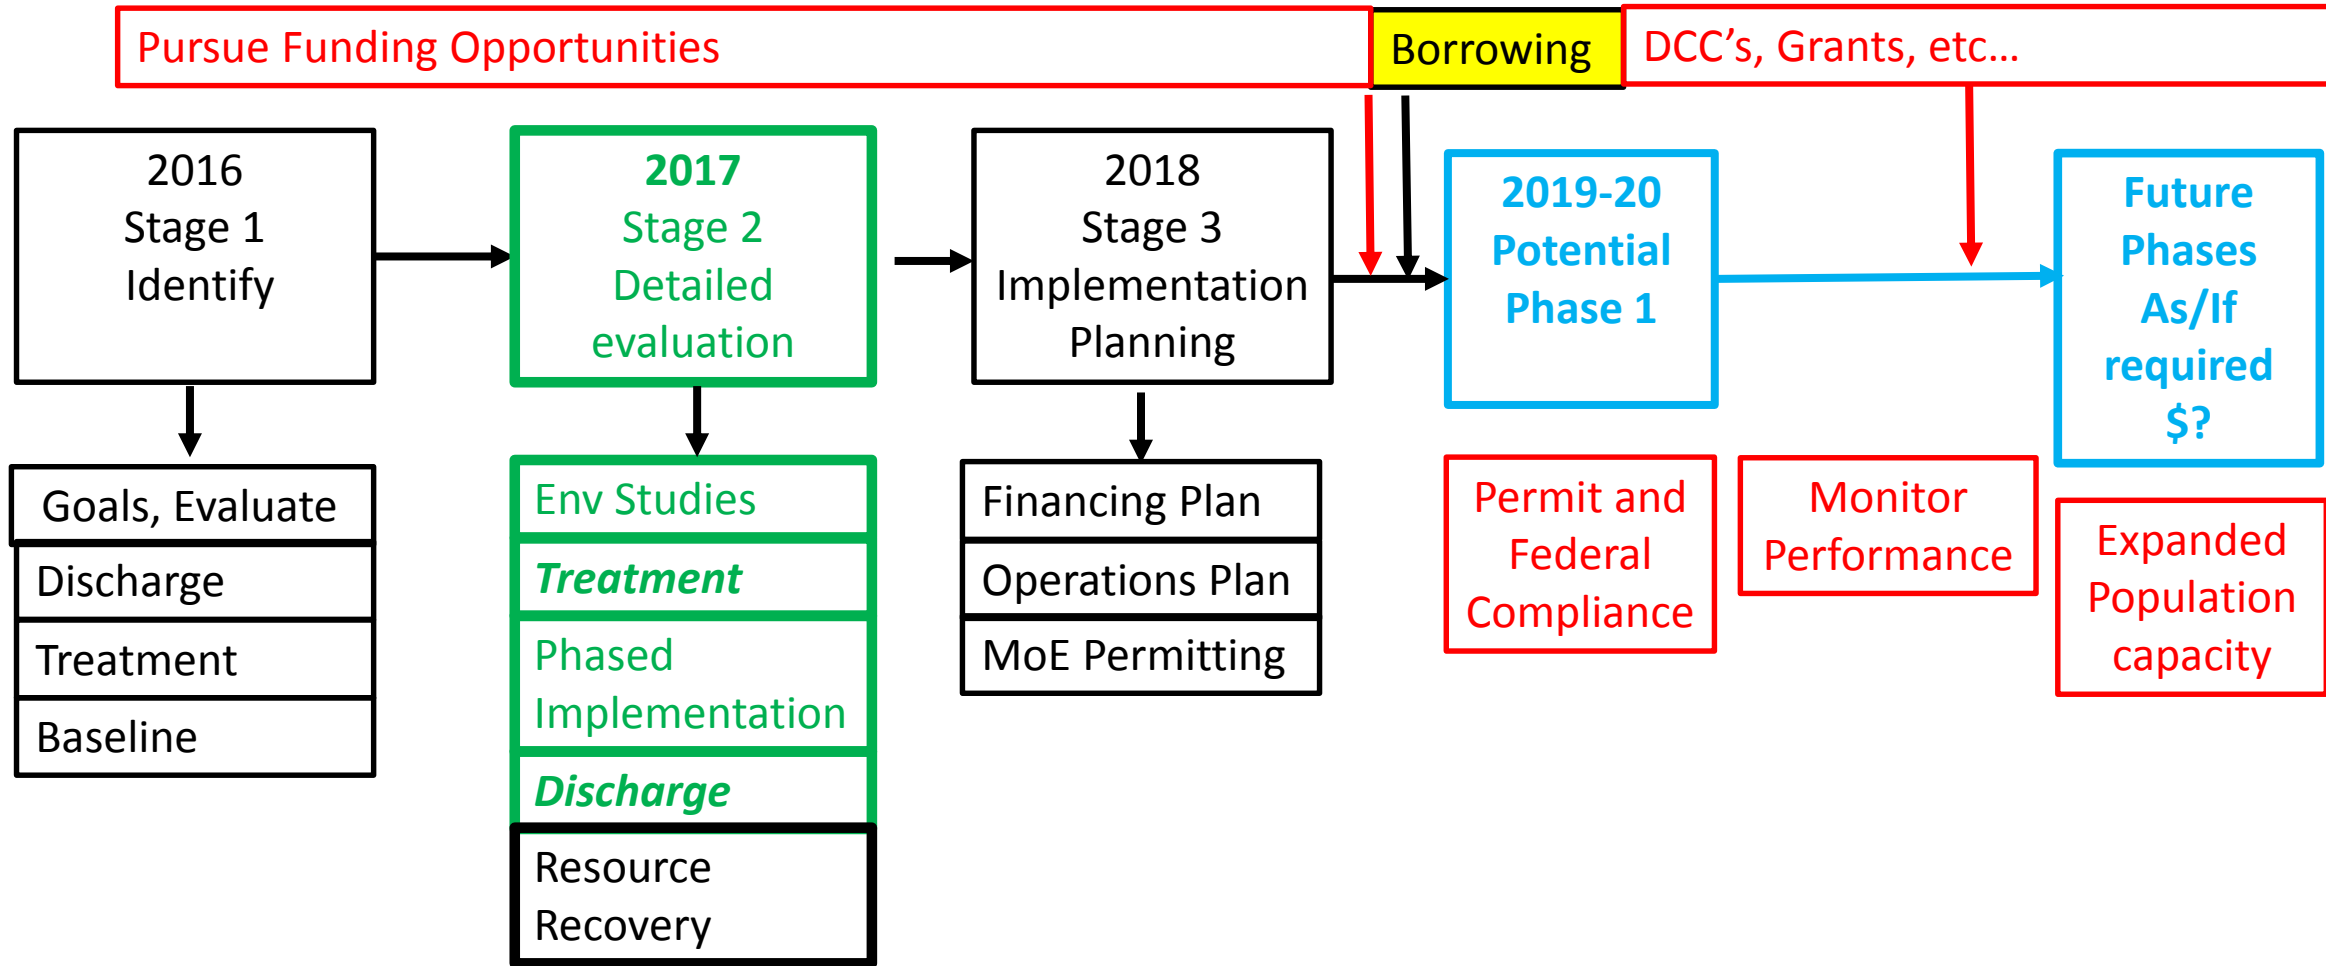 Pursue Funding Opportunities
Borrowing
DCC’s, Grants, etc…
2016
Stage 1
Identify
2017
Stage 2
Detailed
evaluation
2018
Stage 3
Implementation
Planning
2019-20
Potential
Phase 1
Future
Phases
As/If
required
$?
Goals, Evaluate
Discharge
Treatment
Baseline
Env Studies
Treatment
Phased
Implementation
Discharge
Resource
Recovery
Financing Plan
Operations Plan
MoE Permitting
Permit and
Federal
Compliance
Monitor
Performance
Expanded
Population
capacity